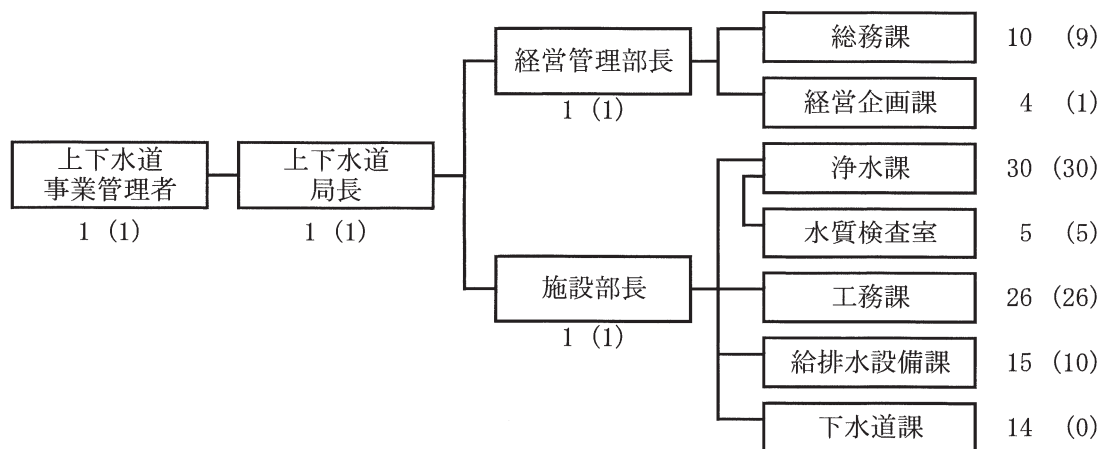 上下水道
事業管理者
1 (1)
上下水道
局長
1 (1)
経営管理部長
1 (1)
施設部長
1 (1)
総務課 10 (9)
経営企画課 4 (1)
浄水課 30 (30)
水質検査室 5 (5)
工務課 26 (26)
給排水設備課 15 (10)
下水道課 14 (0)